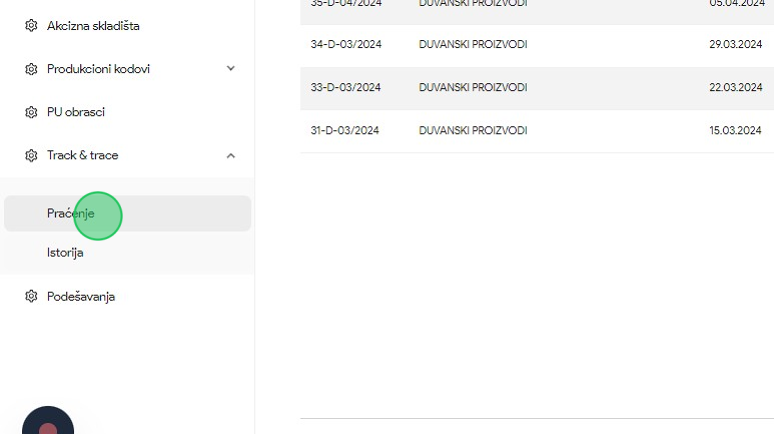 Akcizna skladišta
Produkcioni kodovi
PU obrasci
Track & trace
Praćenje
Istorija
Podešavanja
35-D-04/2024 DUVANSKI PROIZVODI 05.04.2024
34-D-03/2024 DUVANSKI PROIZVODI 29.03.2024
33-D-03/2024 DUVANSKI PROIZVODI 22.03.2024
31-D-03/2024 DUVANSKI PROIZVODI 15.03.2024